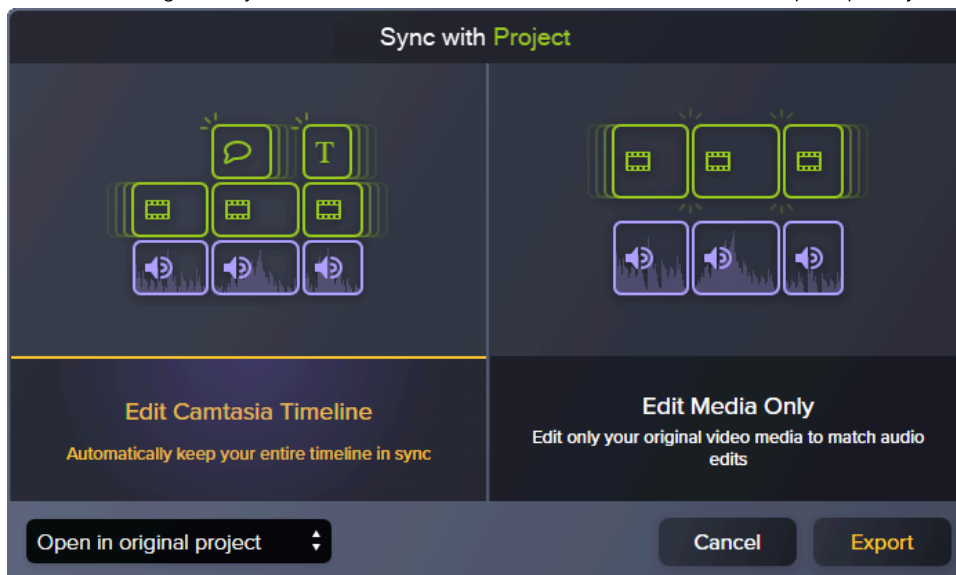 Sync with Project
T
Edit Camtasia Timeline
Automatically keep your entire timeline in sync
Edit Media Only
Edit only your original video media to match audio
edits
Open in original project
Cancel
Export